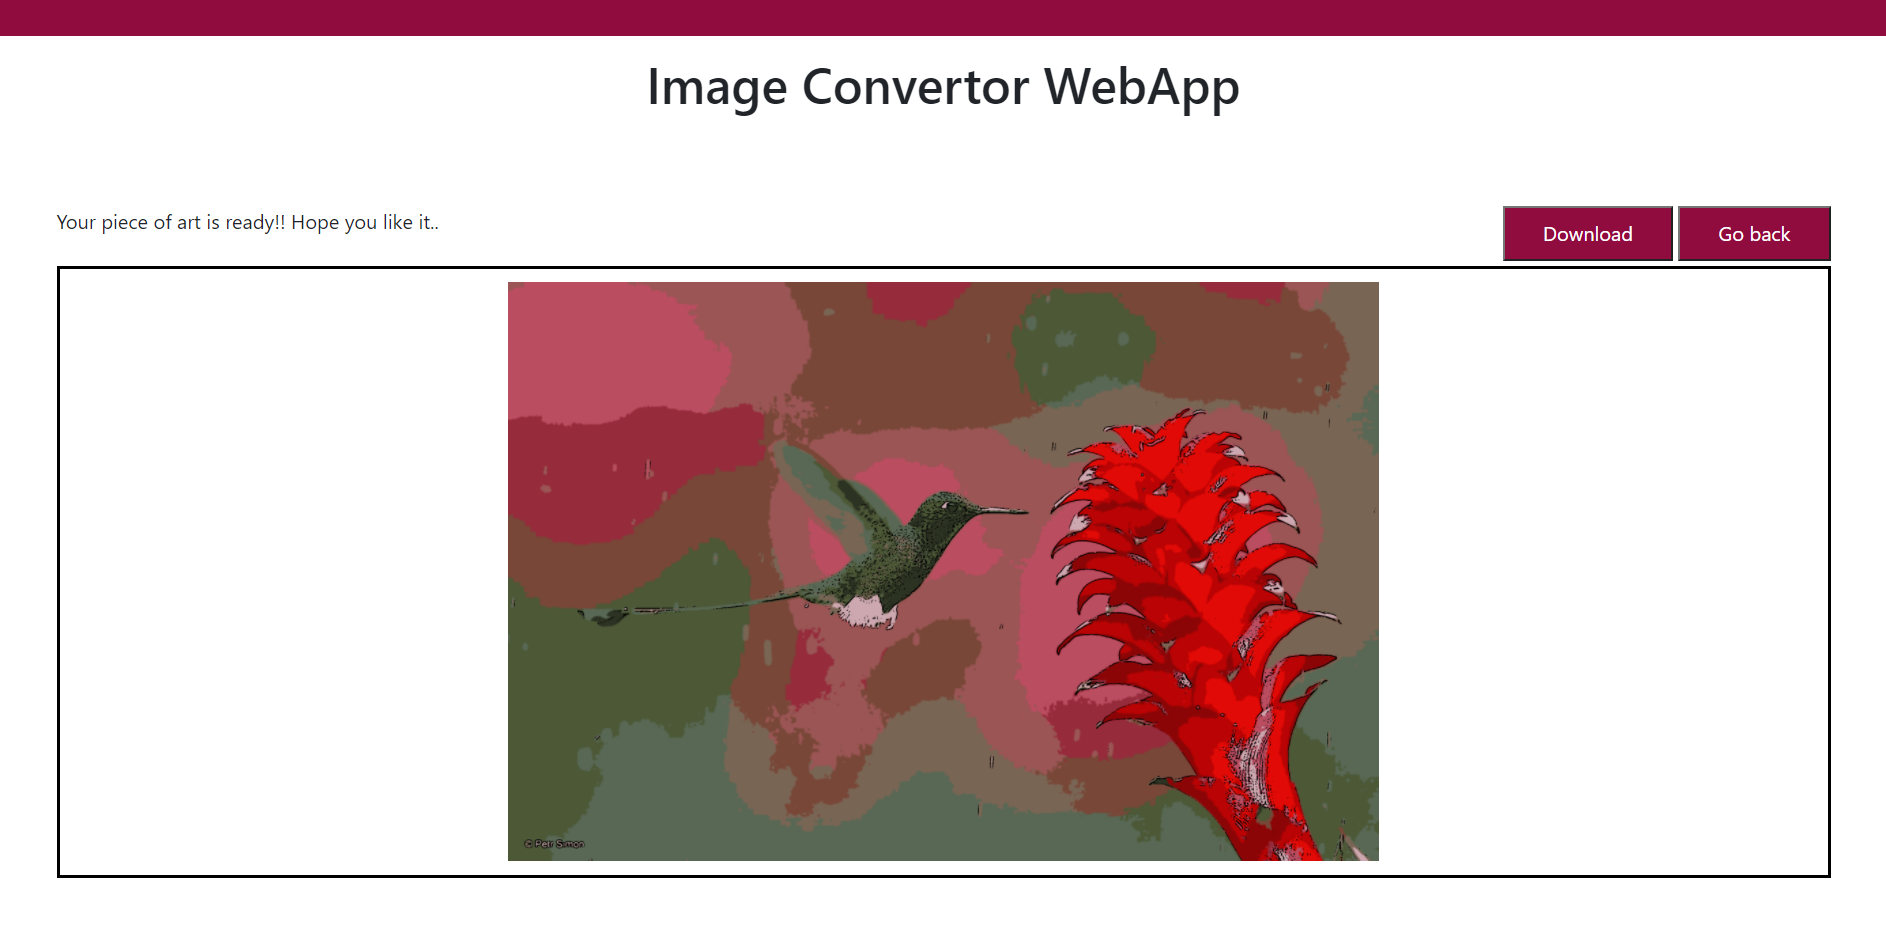 Image Convertor WebApp
Your piece of art is ready!! Hope you like it..
Download
Go back
© Petr Simon